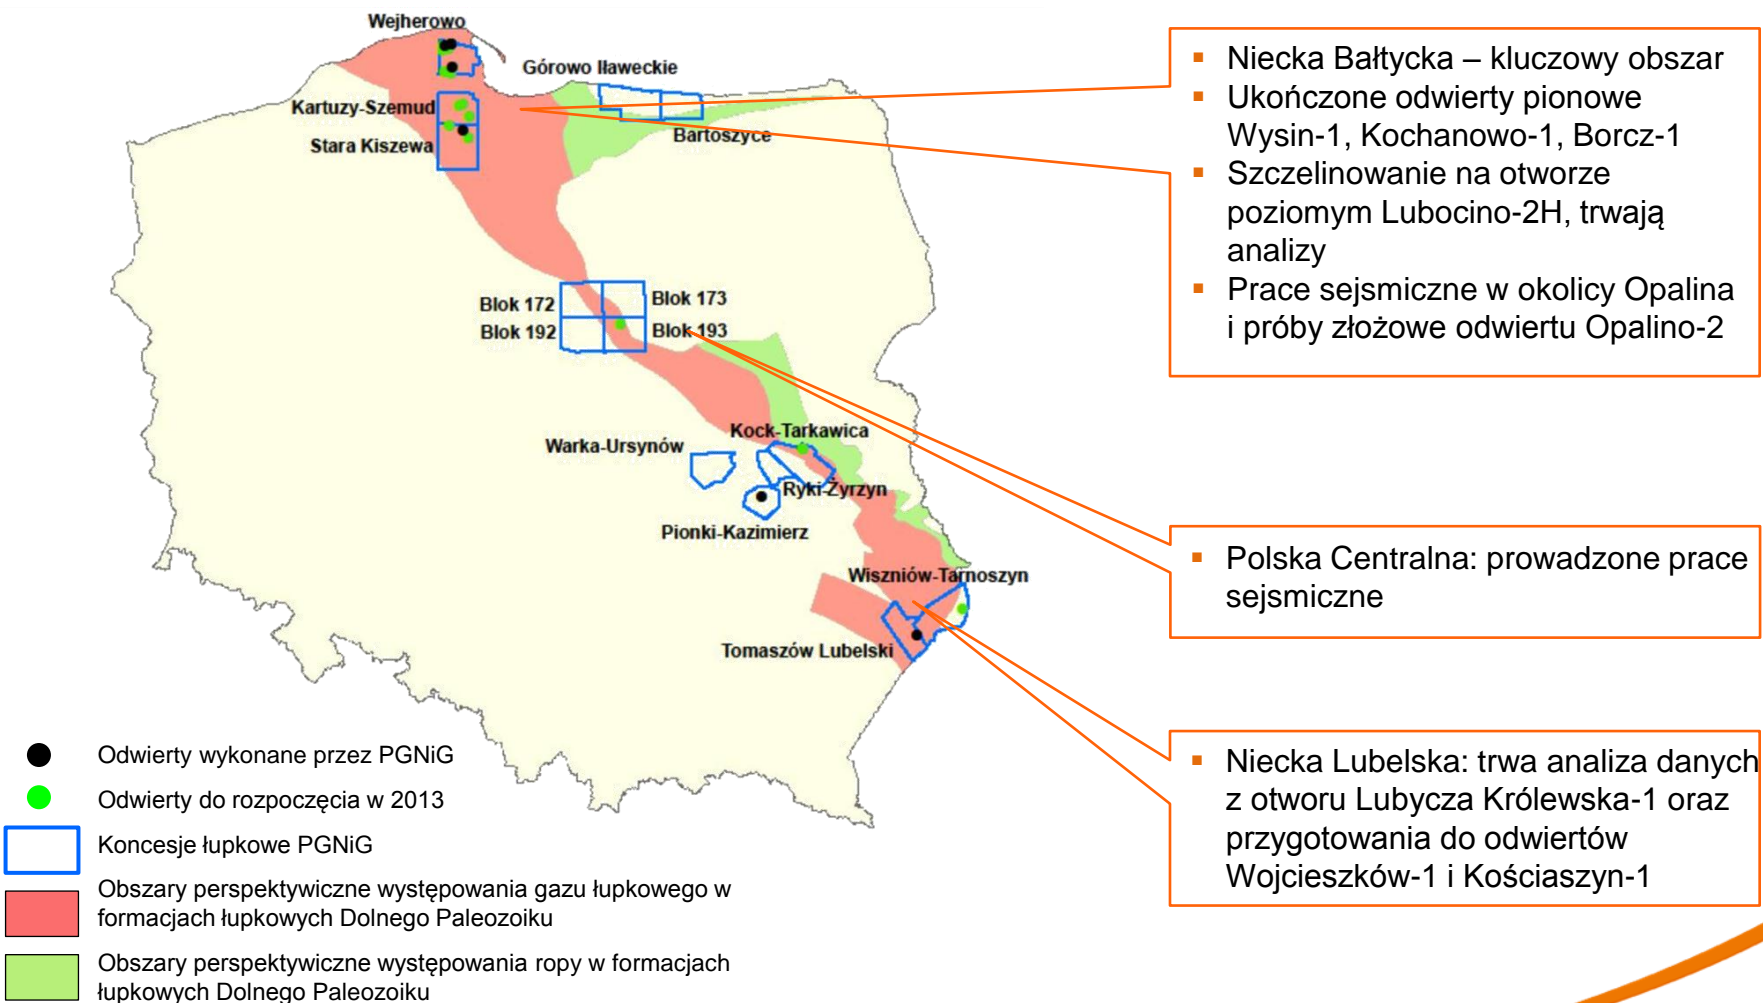 Wejherowo
Górowo Iławeckie
Kartuzy-Szemud
Bartoszyce
Stara Kiszewa
Blok 172
Blok 173
Blok 192
Blok 193
Kock-Tarkawica
Warka-Ursynów
Ryki-Żyrzyn
Pionki-Kazimierz
Wiszniów-Tarnoszyn
Tomaszów Lubelski
▪ Niecka Bałtycka – kluczowy obszar
▪ Ukończone odwierty pionowe
Wysin-1, Kochanowo-1, Borcz-1
▪ Szczelinowanie na otworze
poziomym Lubocino-2H, trwają
analizy
▪ Prace sejsmiczne w okolicy Opalina
i próby złożowe odwiertu Opalino-2
▪ Polska Centralna: prowadzone prace
sejsmiczne
▪ Niecka Lubelska: trwa analiza danych
z otworu Lubycza Królewska-1 oraz
przygotowania do odwiertów
Wojcieszków-1 i Kościaszyn-1
Odwierty wykonane przez PGNiG
Odwierty do rozpoczęcia w 2013
Koncesje łupkowe PGNiG
Obszary perspektywiczne występowania gazu łupkowego w
formacjach łupkowych Dolnego Paleozoiku
Obszary perspektywiczne występowania ropy w formacjach
łupkowych Dolnego Paleozoiku